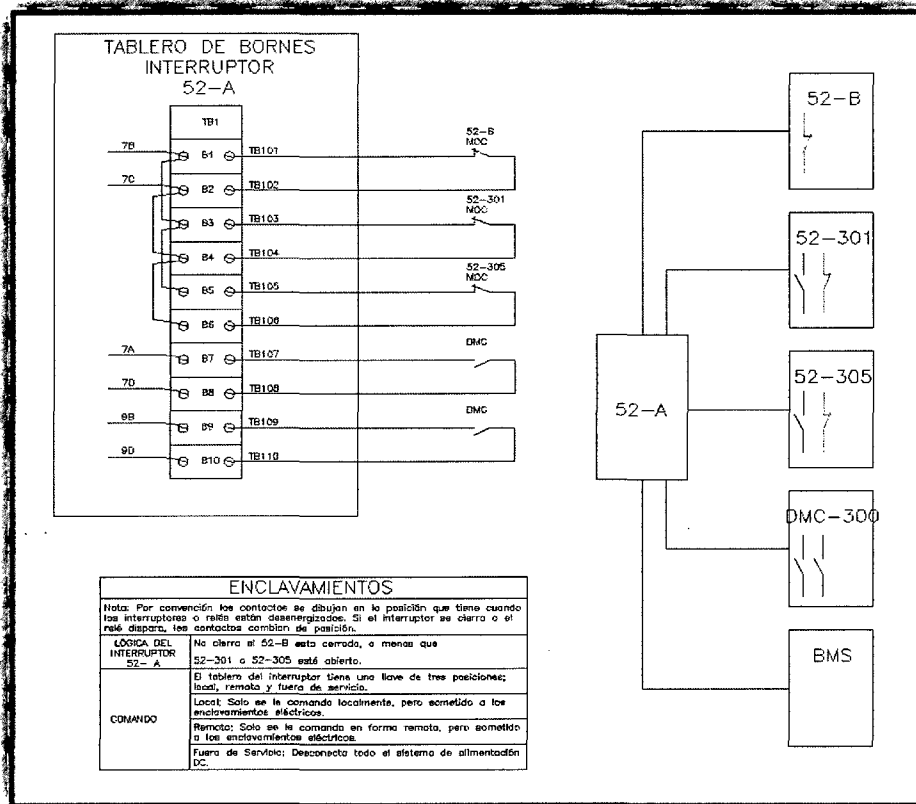 TABLERO DE BORNES
INTERRUPTOR
52-A
TB1
7B
B1
TB101
52-B
MOC
7C
B2
TB102
B3
TB103
52-301
MOC
B4
TB104
B5
TB105
52-305
MOC
B6
TB106
7A
B7
TB107
DMC
7D
B8
TB108
9B
B9
TB109
DMC
9D
B10
TB110
52-B
52-301
52-305
52-A
DMC-300
BMS
ENCLAVAMIENTOS
Nota: Por convención los contactos se dibujan en la posición que tiene cuando
los interruptores o relés están desenergizados. Si el interruptor se cierra o el
relé dispara, los contactos cambian de posición.
LÓGICA DEL
INTERRUPTOR
52- A
No cierra si 52-B esta cerrado, a menos que
52-301 o 52-305 esté abierto.
COMANDO
El tablero del interruptor tiene una llave de tres posiciones;
local, remota y fuera de servicio.
Local; Solo se le comanda localmente, pero sometido a los
enclavamientos eléctricos.
Remoto; Solo se le comanda en forma remota, pero sometido
a los enclavamientos eléctricos.
Fuera de Servicio; Desconecta todo el sistema de alimentación
DC.